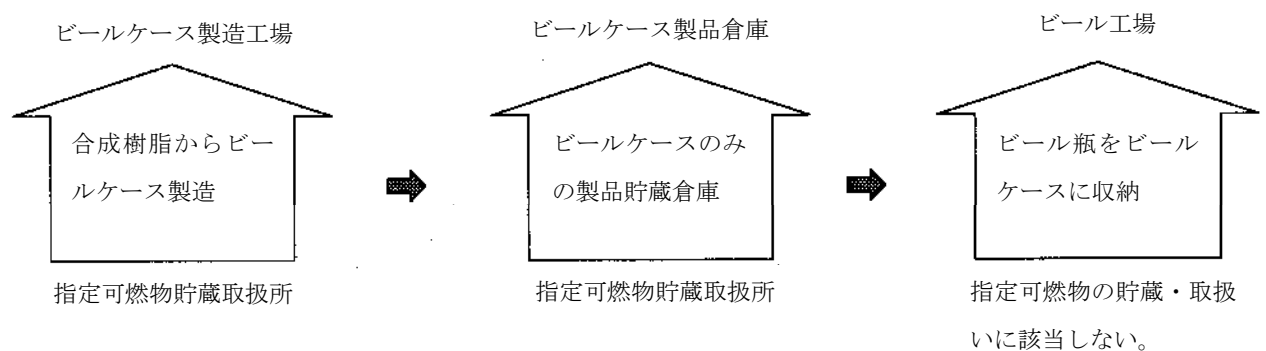 ビールケース製造工場
合成樹脂からビー
ルケース製造
指定可燃物貯蔵取扱所
ビールケース製品倉庫
ビールケースのみ
の製品貯蔵倉庫
指定可燃物貯蔵取扱所
ビール工場
ビール瓶をビール
ケースに収納
指定可燃物の貯蔵・取扱
いに該当しない。